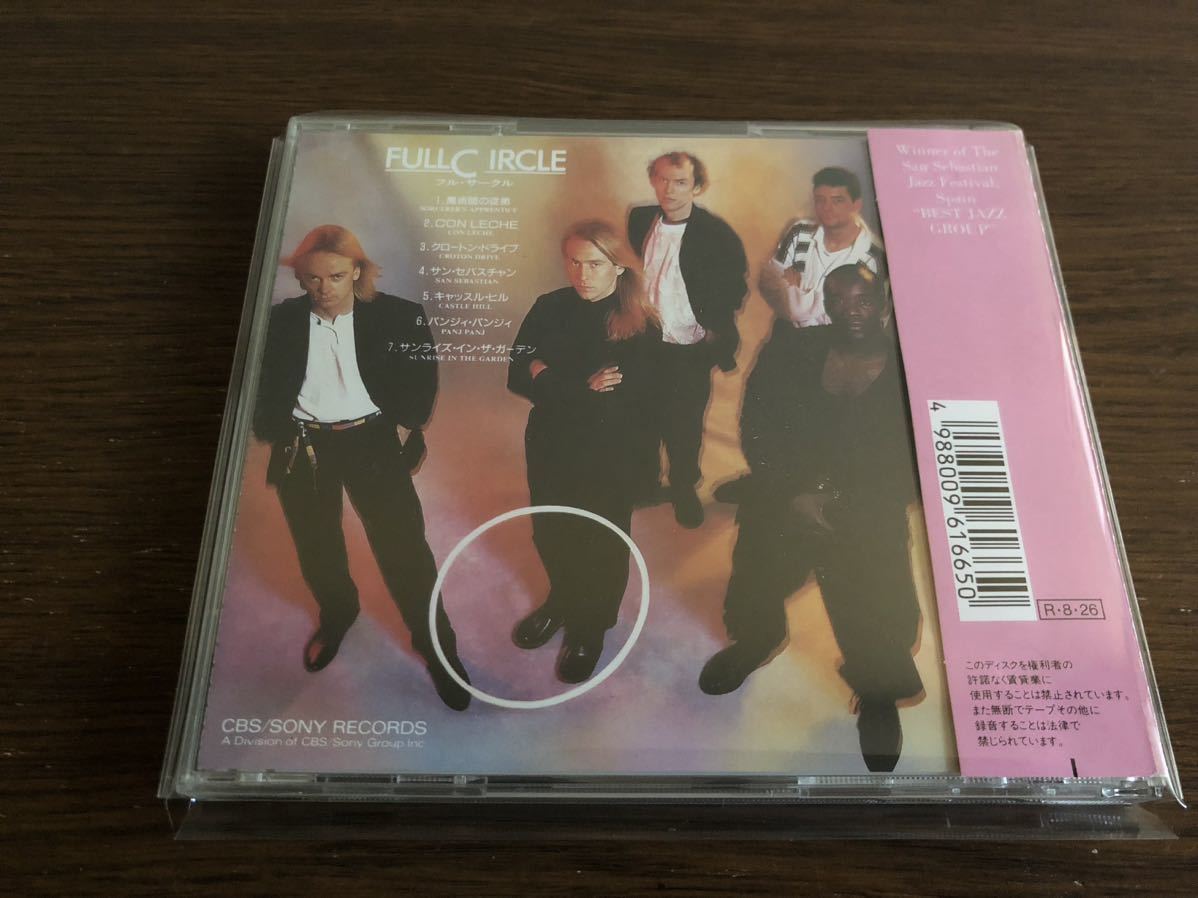 FULL CIRCLE
フル・サークル
1.魔術師の従弟
SORCERER'S APPRENTICE
2.CON LECHE
CON LECHE
3.クロートン・ドライブ
CROTON DRIVE
4.サン・セバスチャン
SAN SEBASTIAN
5.キャッスル・ヒル
CASTLE HILL
6.パンジィ・パンジィ
PANJ PANJ
7.サンライズ・イン・ザ・ガーデン
SUNRISE IN THE GARDEN
CBS/SONY RECORDS
A Division of CBS/Sony Group Inc
Winner of The
San Sebastian
Jazz Festival,
Spain
"BEST JAZZ
GROUP"
4 988009 616650
R・8・26
このディスクを権利者の
許諾なく賃貸業に
使用することは禁止されています。
また無断でテープその他に
録音することは法律で
禁じられています。